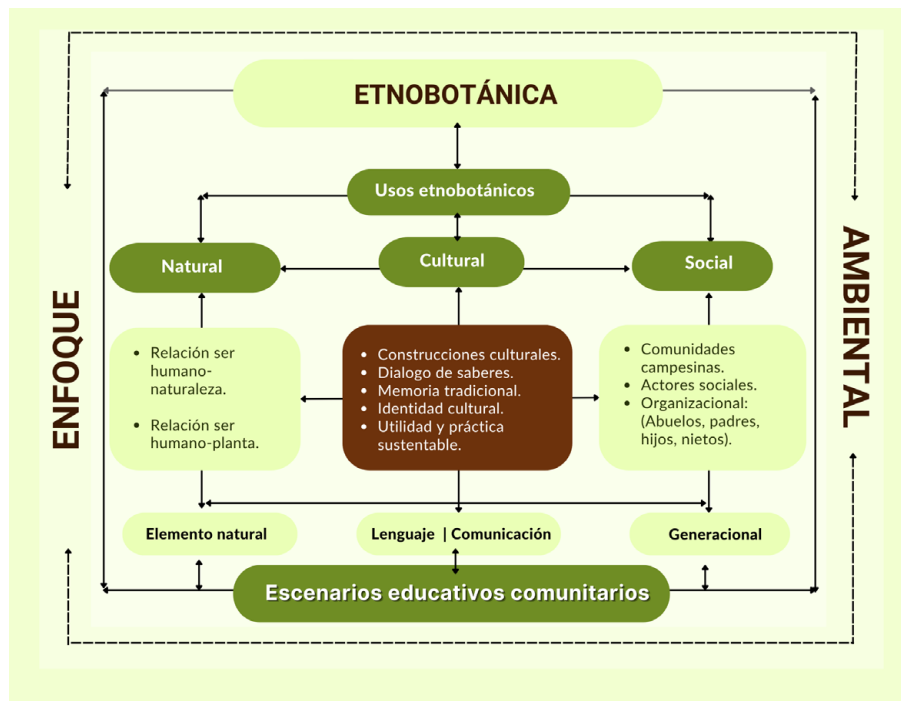 ETNOBOTÁNICA
Usos etnobotánicos
Natural
Cultural
Social
ENFOQUE
AMBIENTAL
• Relación ser
humano-
naturaleza.
• Relación ser
humano-planta.
• Construcciones culturales.
• Dialogo de saberes.
• Memoria tradicional.
• Identidad cultural.
• Utilidad y práctica
sustentable.
• Comunidades
campesinas.
• Actores sociales.
• Organizacional:
(Abuelos, padres,
hijos, nietos).
Elemento natural
Lenguaje | Comunicación
Generacional
Escenarios educativos comunitarios